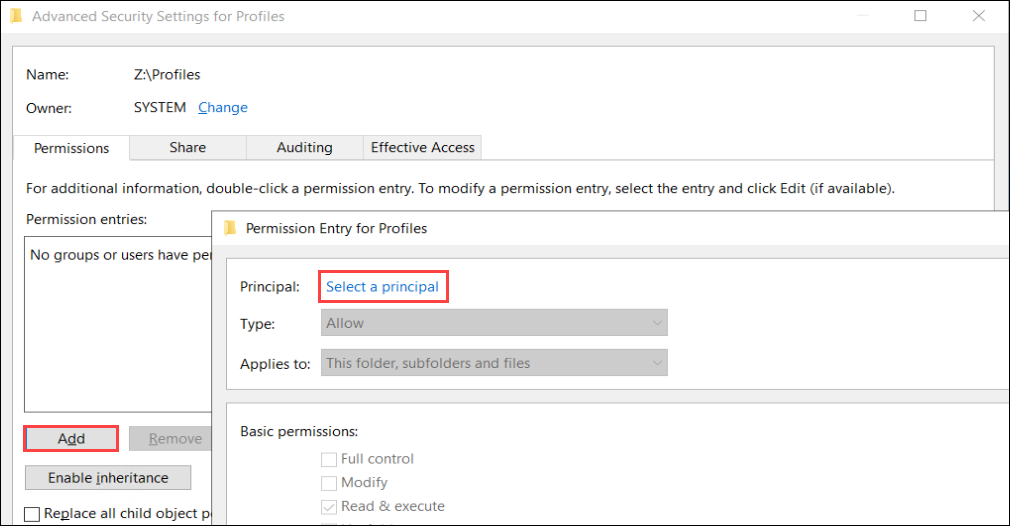 Advanced Security Settings for Profiles
Name: Z:\Profiles
Owner: SYSTEM Change
Permissions Share Auditing Effective Access
For additional information, double-click a permission entry. To modify a permission entry, select the entry and click Edit (if available).
Permission entries:
No groups or users have
Permission Entry for Profiles
Principal: Select a principal
Type: Allow
Applies to: This folder, subfolders and files
Add Remove
Enable inheritance
Replace all child object
Basic permissions:
Full control
Modify
Read & execute